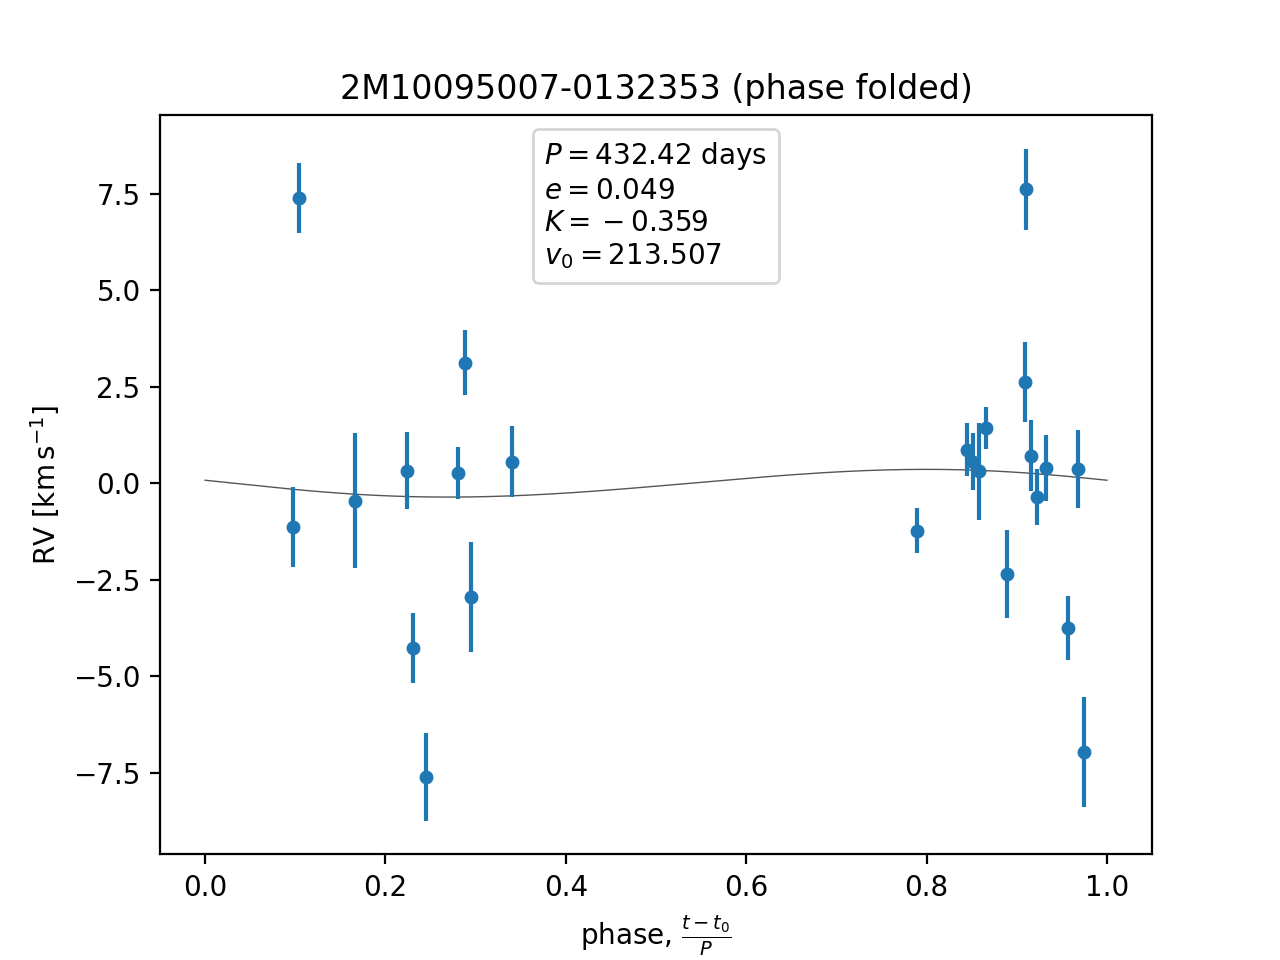 2M10095007-0132353 (phase folded)
P = 432.42 days
e = 0.049
K = −0.359
v₀ = 213.507
RV [km s⁻¹]
7.5
5.0
2.5
0.0
−2.5
−5.0
−7.5
0.0 0.2 0.4 0.6 0.8 1.0
phase, (t − t₀)/P